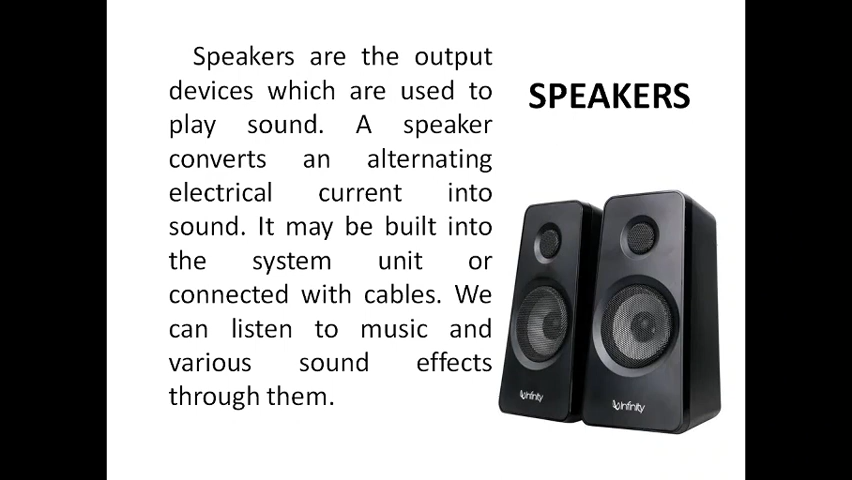 Speakers are the output
devices which are used to
play sound. A speaker
converts an alternating
electrical current into
sound. It may be built into
the system unit or
connected with cables. We
can listen to music and
various sound effects
through them.
SPEAKERS
Infinity
Infinity